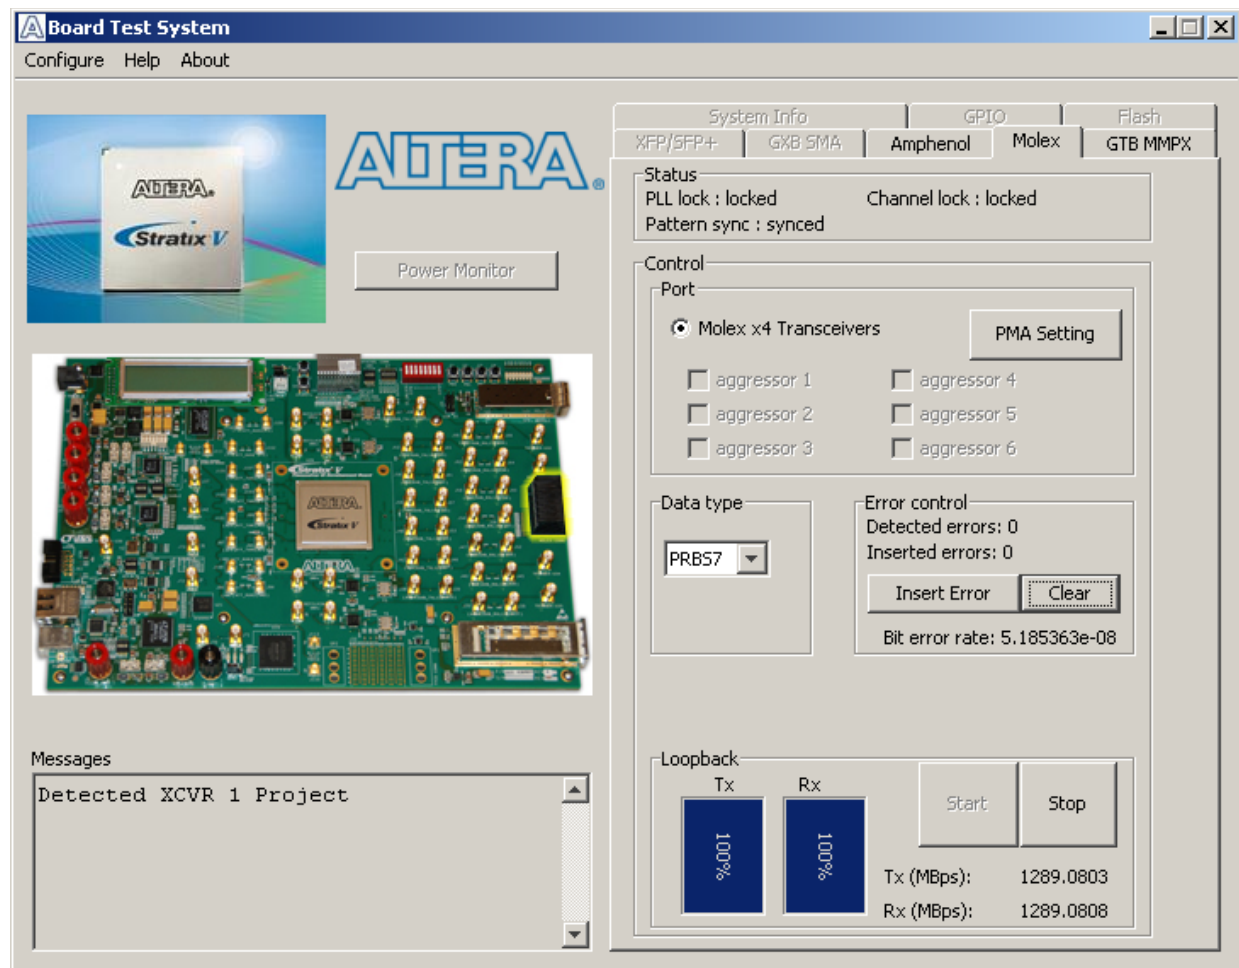 Board Test System
Configure Help About
System Info GPIO Flash
XFP/SFP+ GXB SMA Amphenol Molex GTB MMPX
ALTERA®
ALTERA.
Stratix V
Power Monitor
Status
PLL lock : locked Channel lock : locked
Pattern sync : synced
Control
Port
Molex x4 Transceivers PMA Setting
aggressor 1 aggressor 4
aggressor 2 aggressor 5
aggressor 3 aggressor 6
Stratix V
ALTERA.
Stratix V
ALTERA
Data type
PRBS7
Error control
Detected errors: 0
Inserted errors: 0
Insert Error Clear
Bit error rate: 5.185363e-08
Messages
Detected XCVR 1 Project
Loopback
Tx Rx
100% 100%
Start Stop
Tx (MBps): 1289.0803
Rx (MBps): 1289.0808